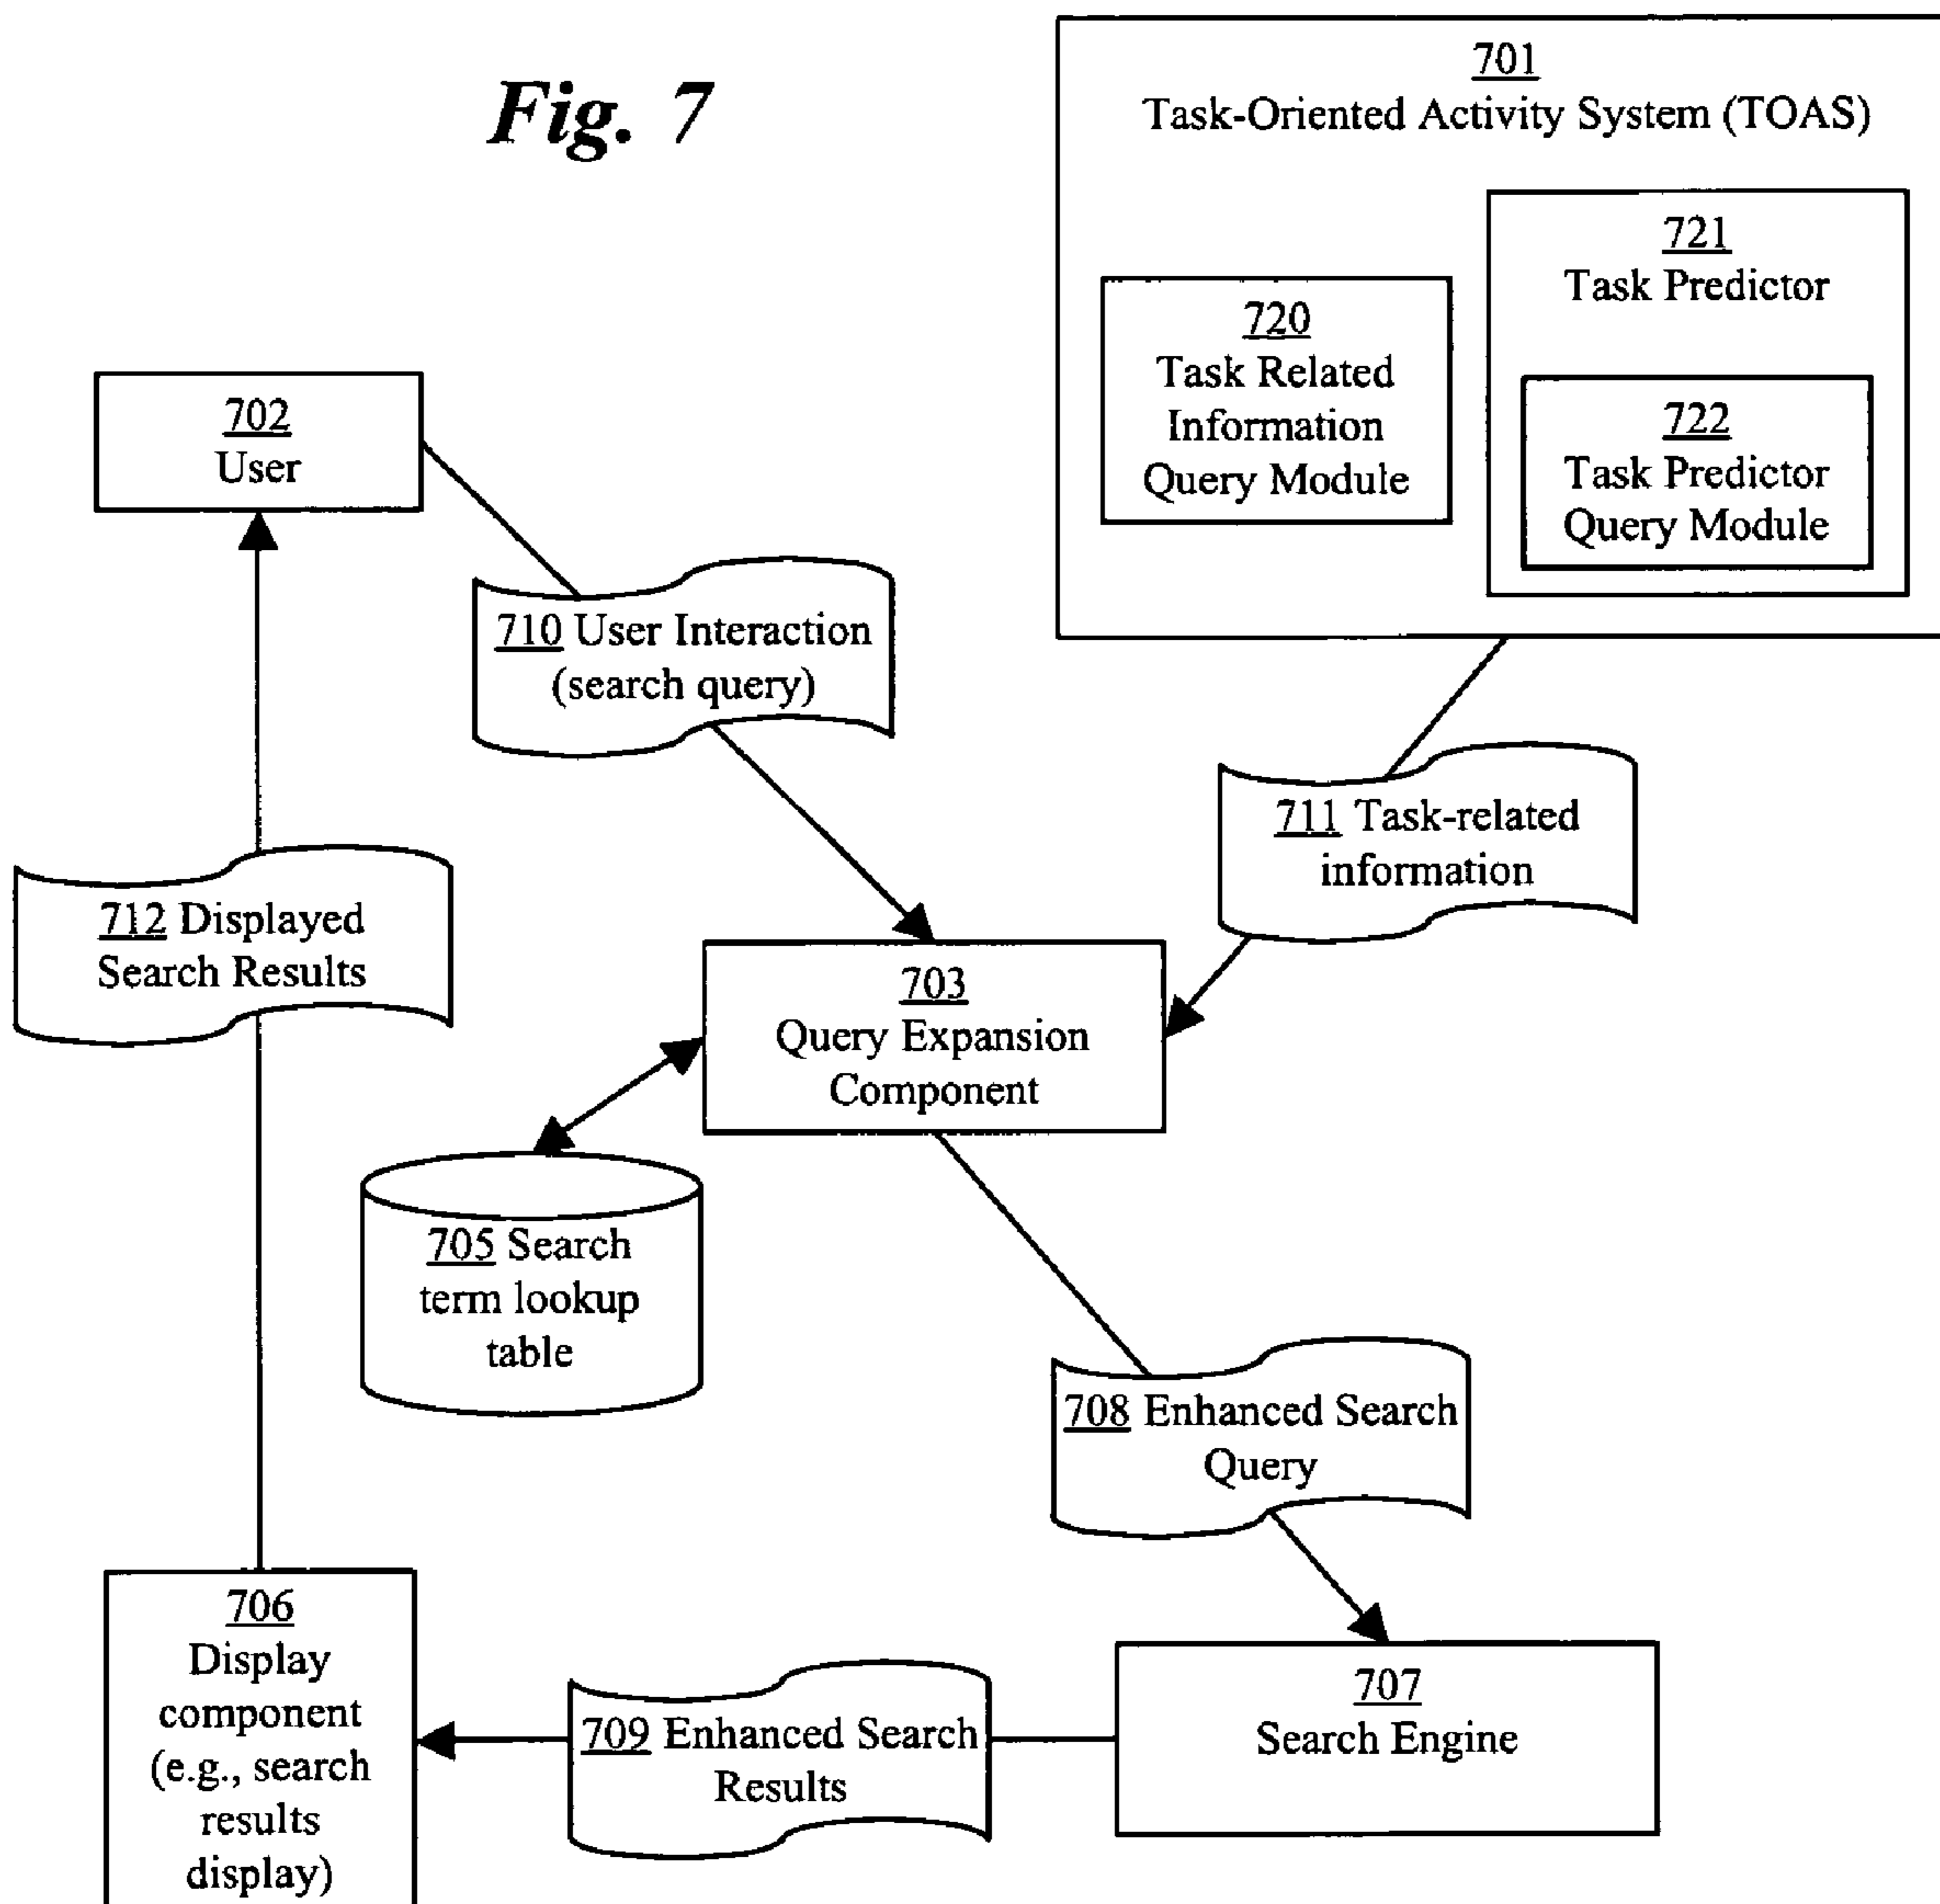 Fig. 7
701
Task-Oriented Activity System (TOAS)
721
Task Predictor
720
Task Related
Information
Query Module
722
Task Predictor
Query Module
702
User
710 User Interaction
(search query)
711 Task-related
information
712 Displayed
Search Results
703
Query Expansion
Component
705 Search
term lookup
table
708 Enhanced Search
Query
706
Display
component
(e.g., search
results
display)
709 Enhanced Search
Results
707
Search Engine